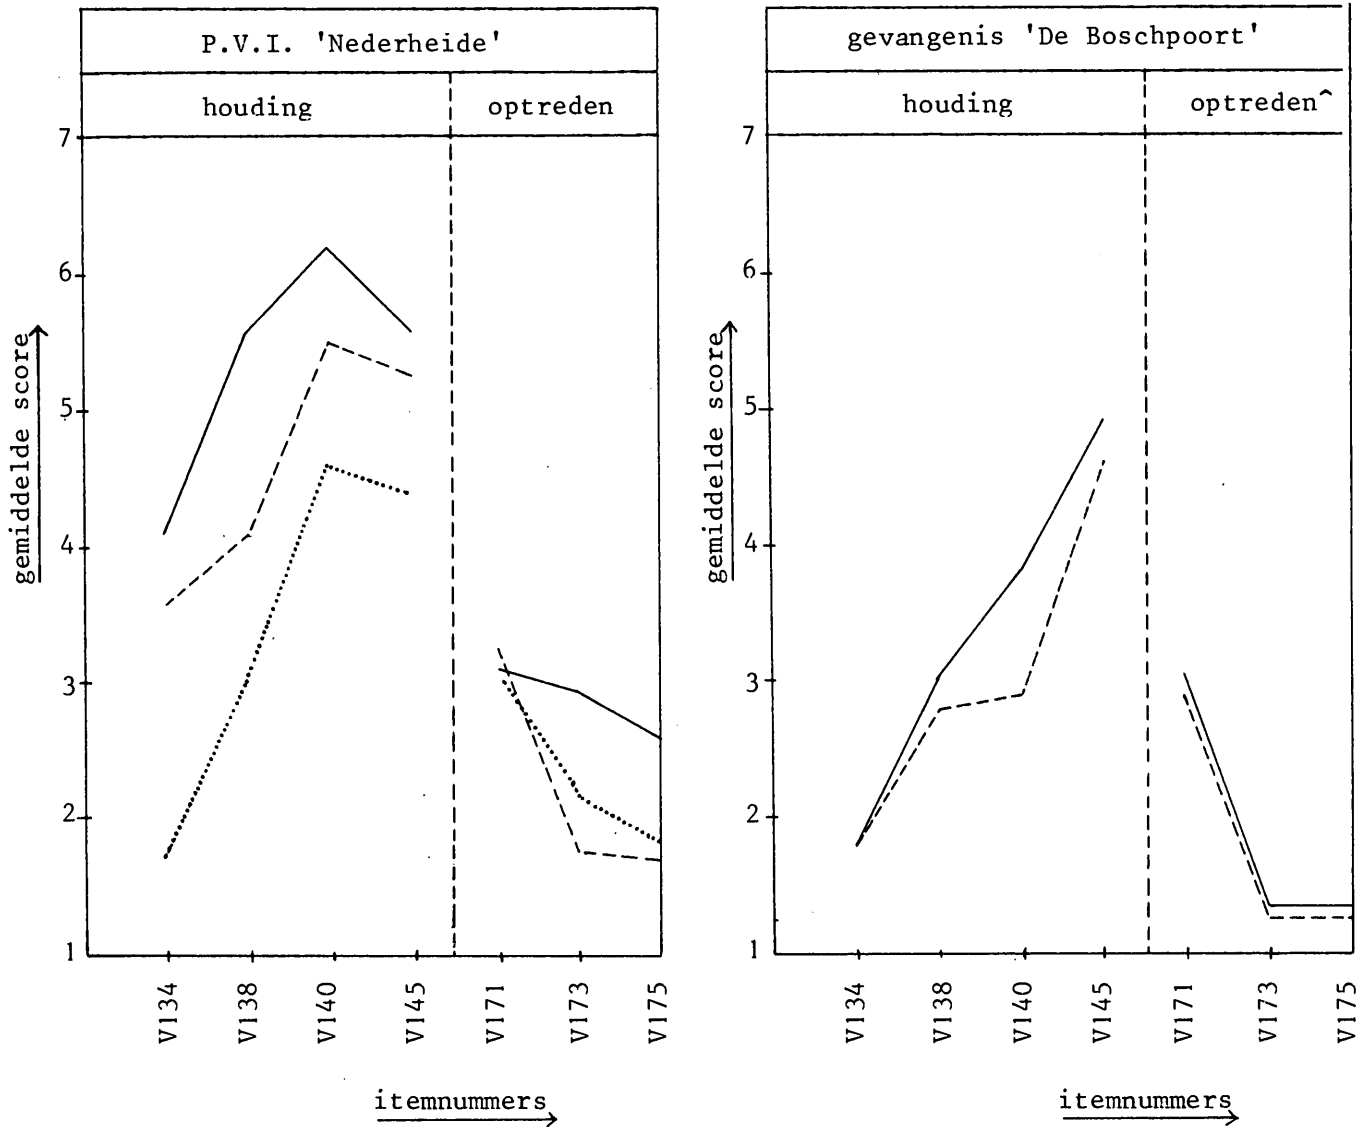 P.V.I. 'Nederheide'
houding optreden
7
6
5
4
3
2
1
gemiddelde score
V134 V138 V140 V145 V171 V173 V175
itemnummers
gevangenis 'De Boschpoort'
houding optreden^
7
6
5
4
3
2
1
gemiddelde score
V134 V138 V140 V145 V171 V173 V175
itemnummers